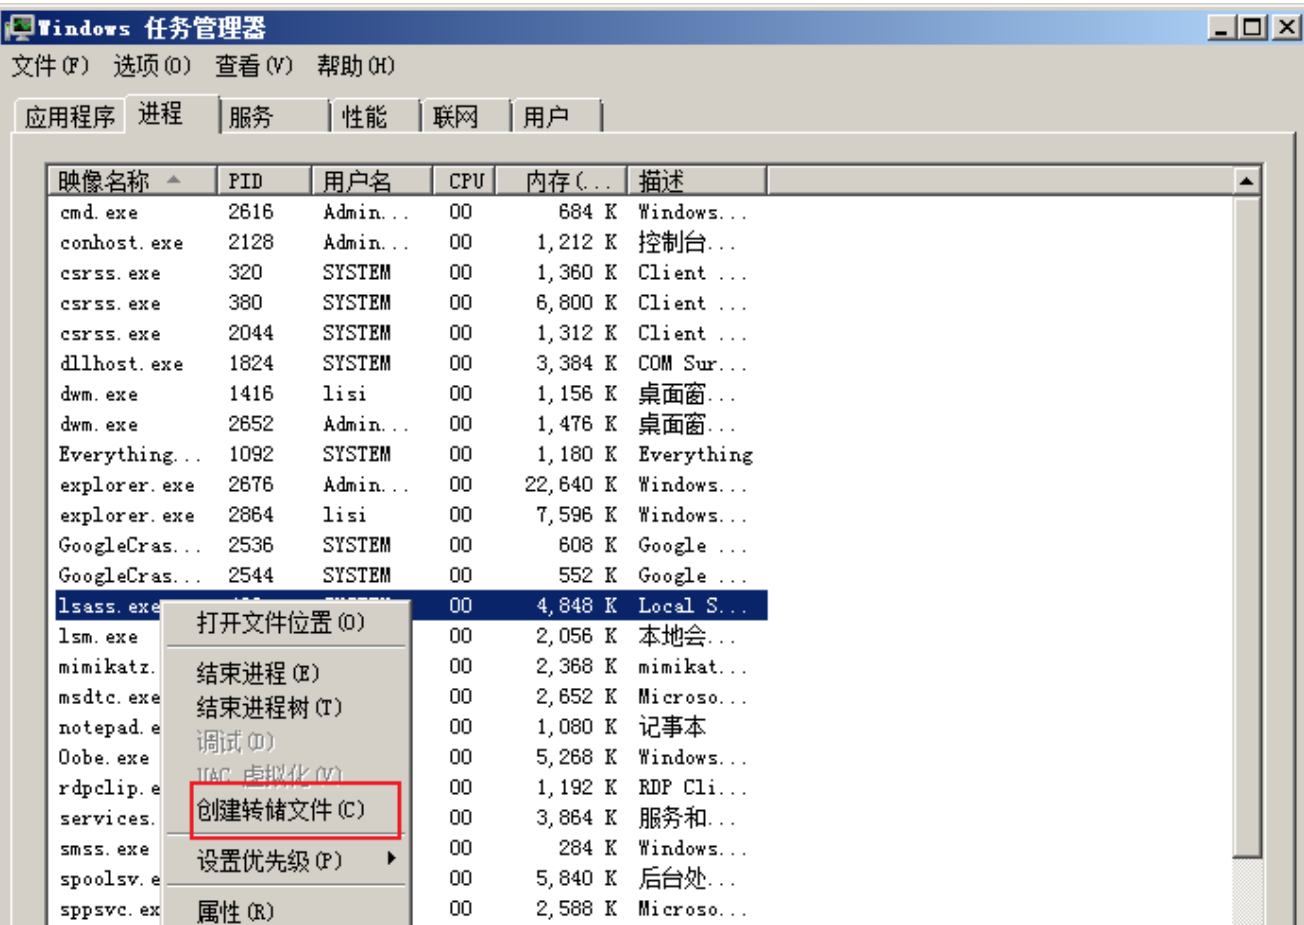 Windows 任务管理器
文件(F) 选项(O) 查看(V) 帮助(H)
应用程序 进程 服务 性能 联网 用户
映像名称 PID 用户名 CPU 内存(... 描述
cmd.exe 2616 Admin... 00 684 K Windows...
conhost.exe 2128 Admin... 00 1,212 K 控制台...
csrss.exe 320 SYSTEM 00 1,360 K Client ...
csrss.exe 380 SYSTEM 00 6,800 K Client ...
csrss.exe 2044 SYSTEM 00 1,312 K Client ...
dllhost.exe 1824 SYSTEM 00 3,384 K COM Sur...
dwm.exe 1416 lisi 00 1,156 K 桌面窗...
dwm.exe 2652 Admin... 00 1,476 K 桌面窗...
Everything... 1092 SYSTEM 00 1,180 K Everything
explorer.exe 2676 Admin... 00 22,640 K Windows...
explorer.exe 2864 lisi 00 7,596 K Windows...
GoogleCras... 2536 SYSTEM 00 608 K Google ...
GoogleCras... 2544 SYSTEM 00 552 K Google ...
lsass.exe 00 4,848 K Local S...
lsm.exe 00 2,056 K 本地会...
mimikatz. 00 2,368 K mimikat...
msdtc.exe 00 2,652 K Microso...
notepad.e 00 1,080 K 记事本
Oobe.exe 00 5,268 K Windows...
rdpclip.e 00 1,192 K RDP Cli...
services. 00 3,864 K 服务和...
smss.exe 00 284 K Windows...
spoolsv.e 00 5,840 K 后台处...
sppsvc.ex 00 2,588 K Microso...
打开文件位置(O)
结束进程(E)
结束进程树(T)
调试(D)
UAC 虚拟化(V)
创建转储文件(C)
设置优先级(P)
属性(R)